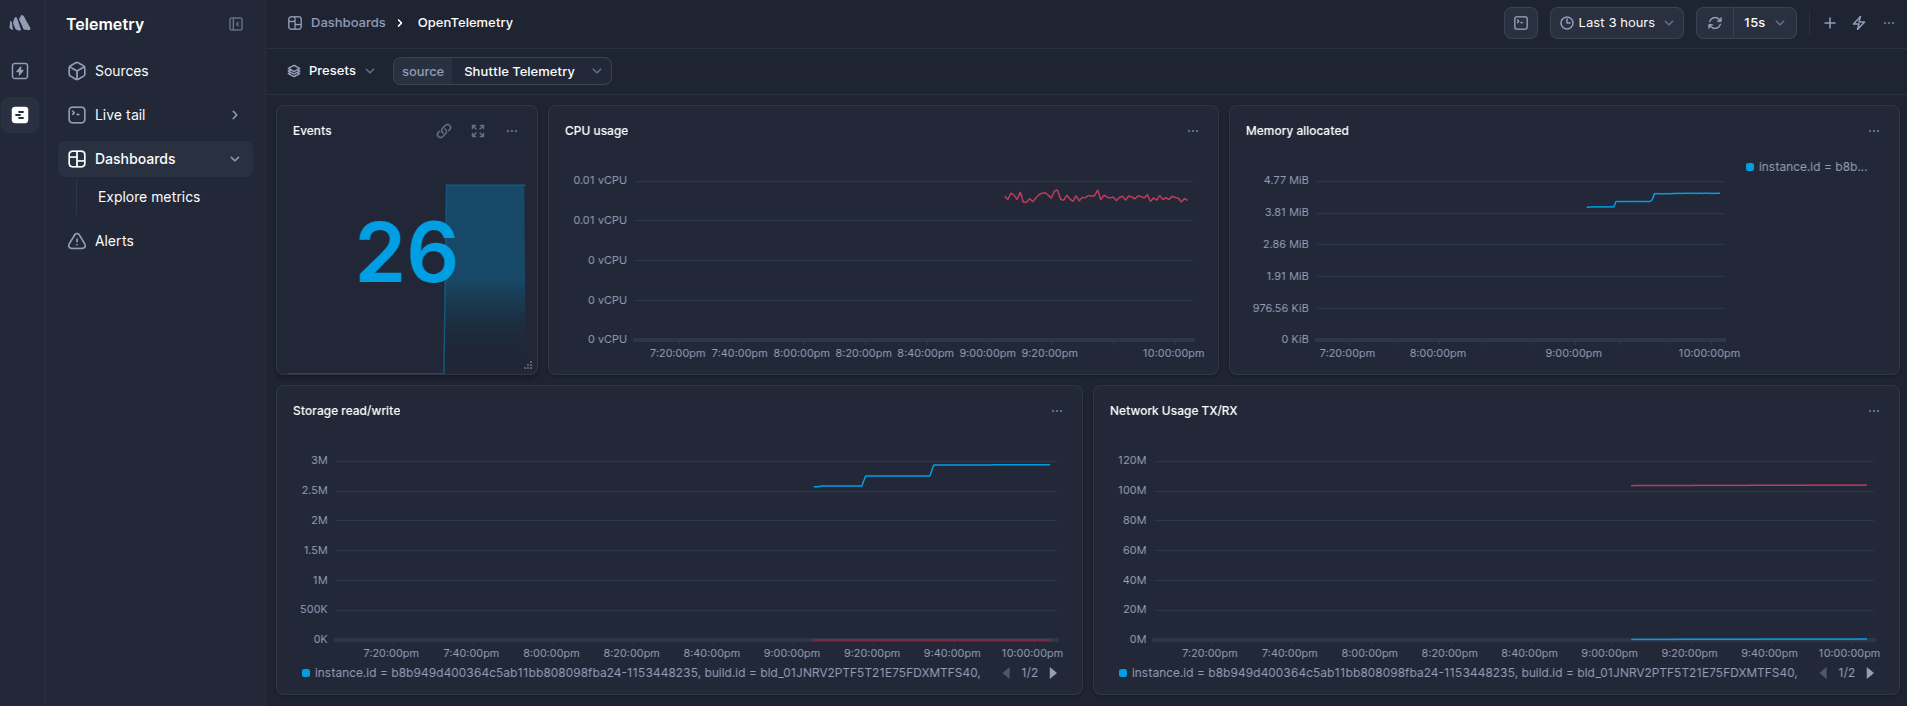 Telemetry
Sources
Live tail
Dashboards
Explore metrics
Alerts
Dashboards > OpenTelemetry
Last 3 hours
15s
Presets
source Shuttle Telemetry
Events
26
CPU usage
0.01 vCPU
0.01 vCPU
0 vCPU
0 vCPU
0 vCPU
7:20:00pm 7:40:00pm 8:00:00pm 8:20:00pm 8:40:00pm 9:00:00pm 9:20:00pm 10:00:00pm
Memory allocated
instance.id = b8b...
4.77 MiB
3.81 MiB
2.86 MiB
1.91 MiB
976.56 KiB
0 KiB
7:20:00pm 8:00:00pm 9:00:00pm 10:00:00pm
Storage read/write
3M
2.5M
2M
1.5M
1M
500K
0K
7:20:00pm 7:40:00pm 8:00:00pm 8:20:00pm 8:40:00pm 9:00:00pm 9:20:00pm 9:40:00pm 10:00:00pm
instance.id = b8b949d400364c5ab11bb808098fba24-1153448235, build.id = bld_01JNRV2PTF5T21E75FDXMTFS40,
1/2
Network Usage TX/RX
120M
100M
80M
60M
40M
20M
0M
7:20:00pm 7:40:00pm 8:00:00pm 8:20:00pm 8:40:00pm 9:00:00pm 9:20:00pm 9:40:00pm 10:00:00pm
instance.id = b8b949d400364c5ab11bb808098fba24-1153448235, build.id = bld_01JNRV2PTF5T21E75FDXMTFS40,
1/2